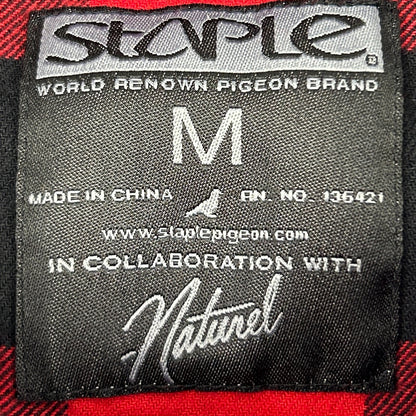 STAPLE ®
WORLD RENOWN PIGEON BRAND
M
MADE IN CHINA RN. NO. 136421
www.staplepigeon.com
IN COLLABORATION WITH
Naturel